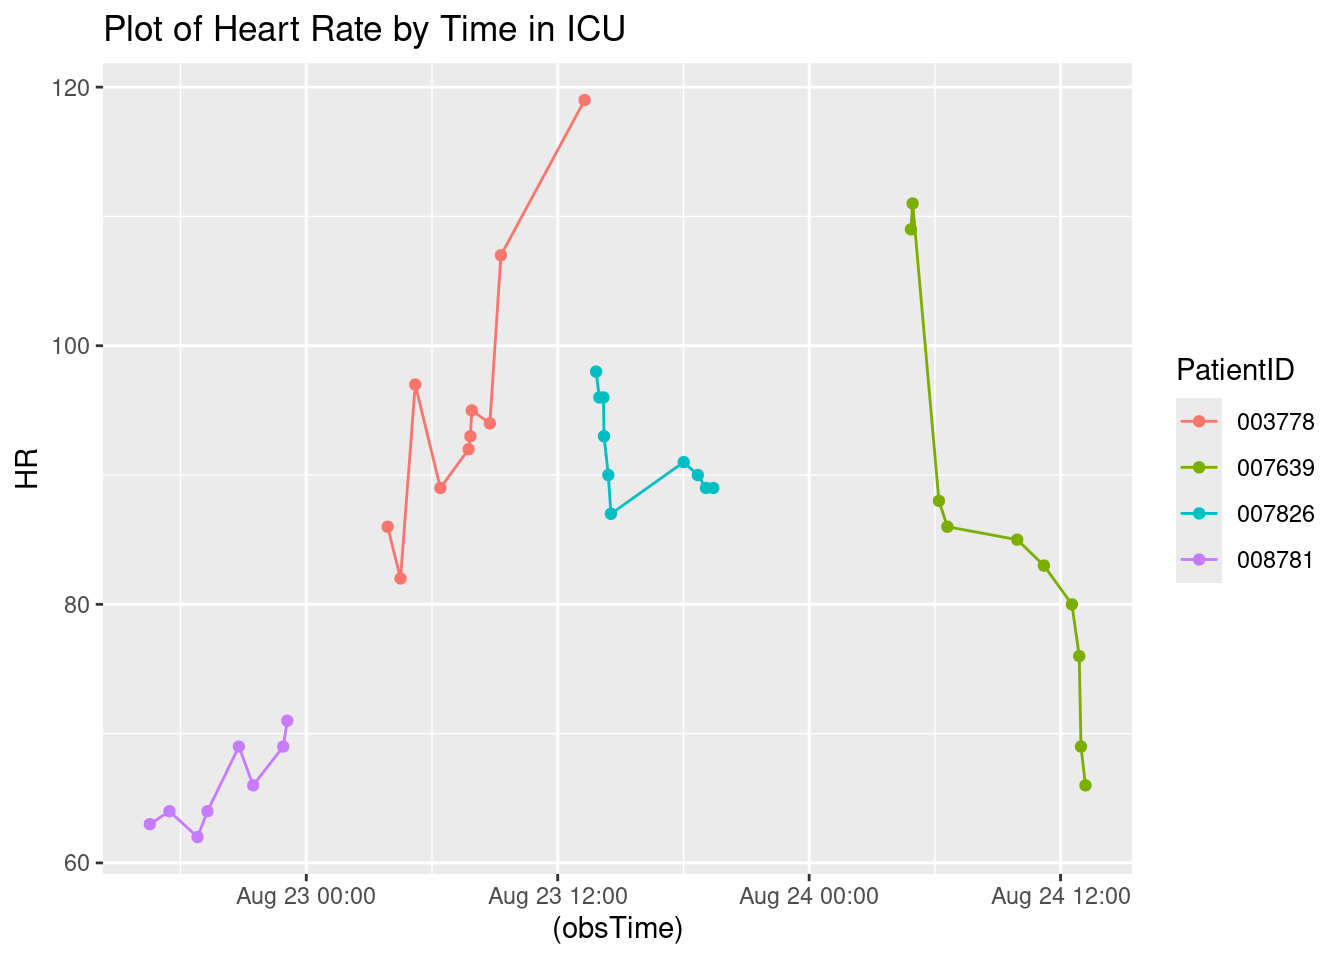 Plot of Heart Rate by Time in ICU
120
100
80
60
HR
Aug 23 00:00
Aug 23 12:00
Aug 24 00:00
Aug 24 12:00
(obsTime)
PatientID
003778
007639
007826
008781